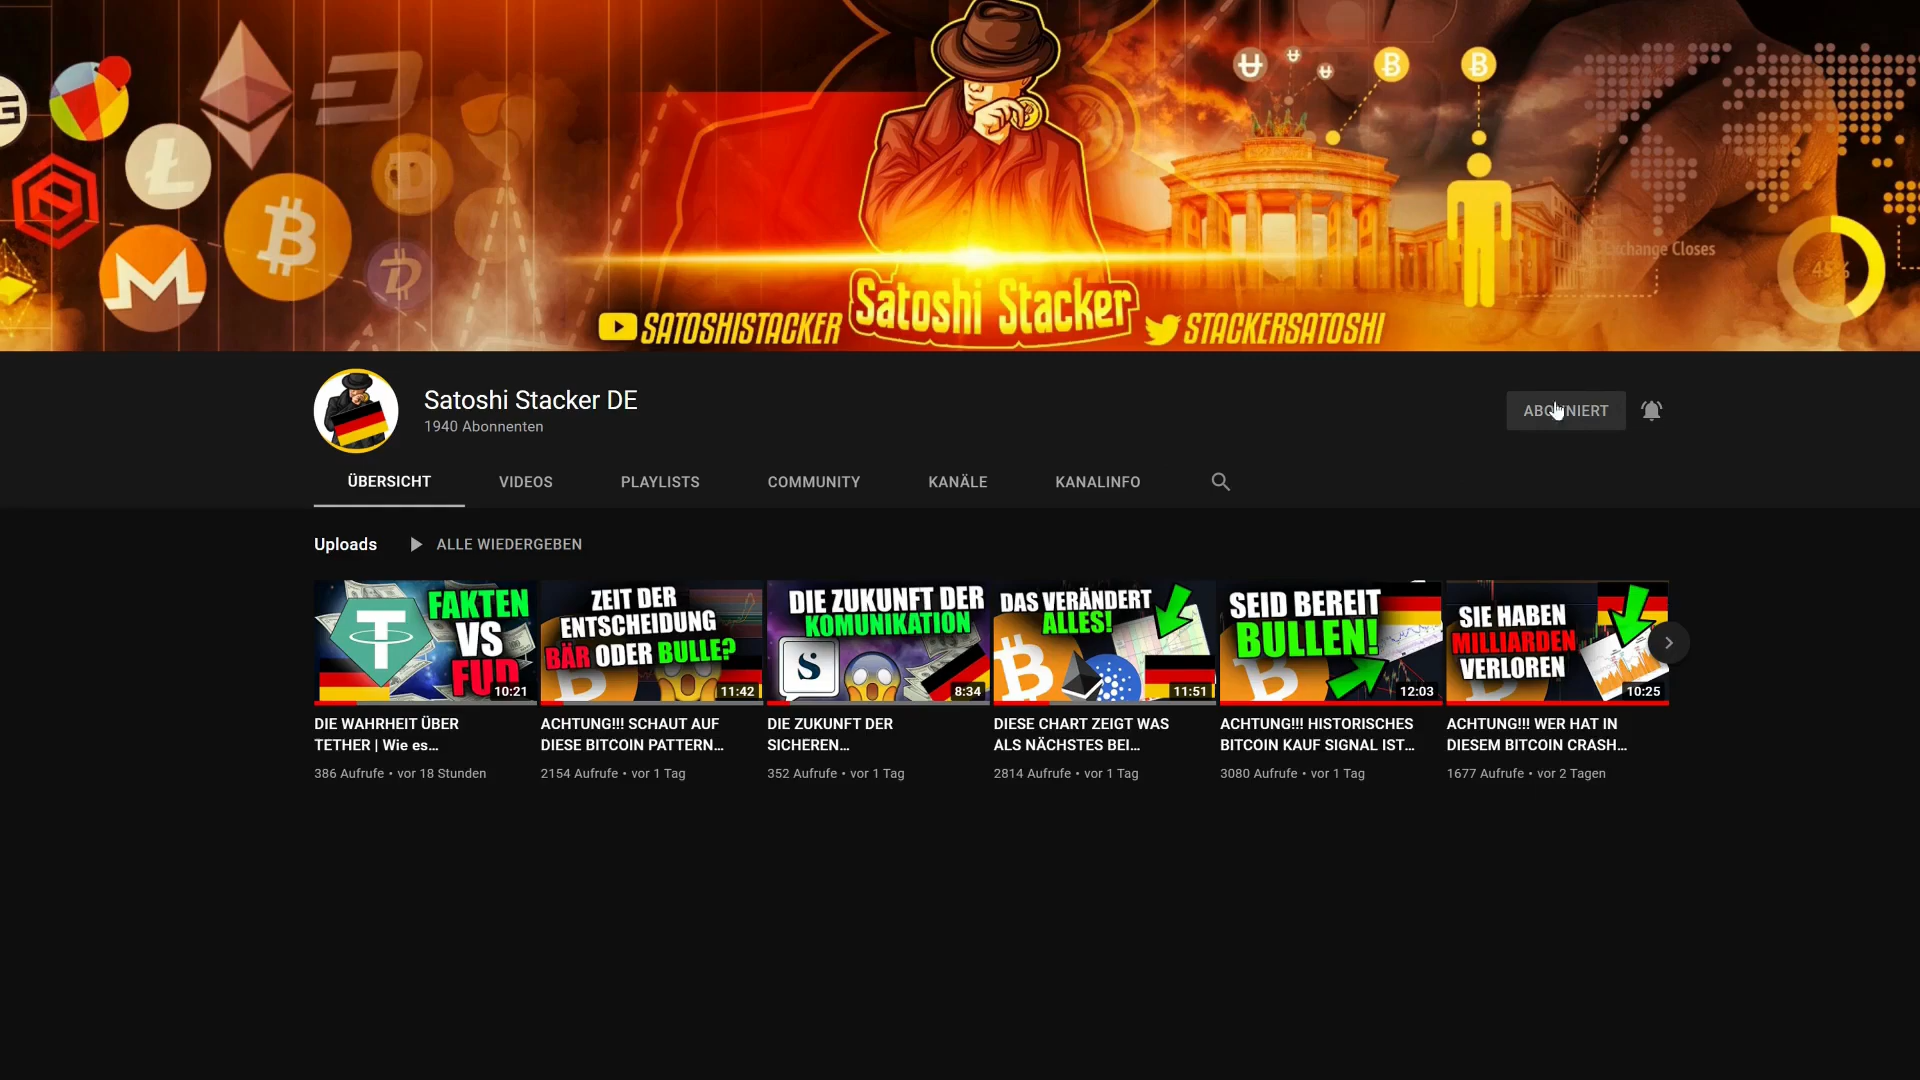 Exchange Closes
45%
SATOSHISTACKER
Satoshi Stacker
STACKERSATOSHI
Satoshi Stacker DE
1940 Abonnenten
ABONNIERT
ÜBERSICHT
VIDEOS
PLAYLISTS
COMMUNITY
KANÄLE
KANALINFO
Uploads
ALLE WIEDERGEBEN
FAKTEN
VS
FUD
10:21
DIE WAHRHEIT ÜBER
TETHER | Wie es...
386 Aufrufe • vor 18 Stunden
ZEIT DER
ENTSCHEIDUNG
BÄR ODER BULLE?
11:42
ACHTUNG!!! SCHAUT AUF
DIESE BITCOIN PATTERN...
2154 Aufrufe • vor 1 Tag
DIE ZUKUNFT DER
KOMUNIKATION
8:34
DIE ZUKUNFT DER
SICHEREN...
352 Aufrufe • vor 1 Tag
DAS VERÄNDERT
ALLES!
11:51
DIESE CHART ZEIGT WAS
ALS NÄCHSTES BEI...
2814 Aufrufe • vor 1 Tag
SEID BEREIT
BULLEN!
12:03
ACHTUNG!!! HISTORISCHES
BITCOIN KAUF SIGNAL IST...
3080 Aufrufe • vor 1 Tag
SIE HABEN
MILLIARDEN
VERLOREN
10:25
ACHTUNG!!! WER HAT IN
DIESEM BITCOIN CRASH...
1677 Aufrufe • vor 2 Tagen